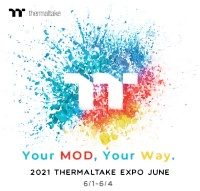 thermaltake
Your MOD, Your Way.
2021 THERMALTAKE EXPO JUNE
6/1-6/4